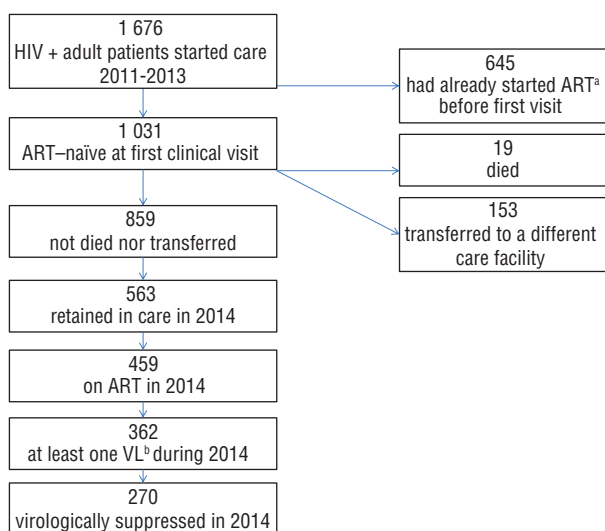 1 676
HIV + adult patients started care
2011-2013
645
had already started ARTᵃ
before first visit
1 031
ART–naïve at first clinical visit
19
died
859
not died nor transferred
153
transferred to a different
care facility
563
retained in care in 2014
459
on ART in 2014
362
at least one VLᵇ during 2014
270
virologically suppressed in 2014